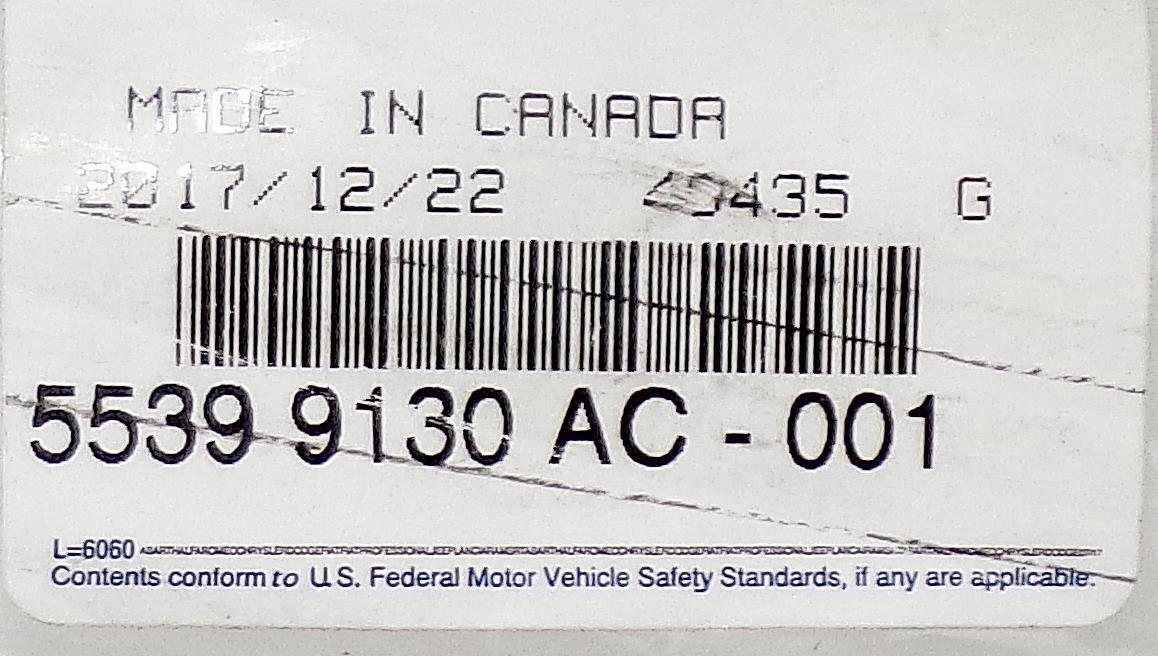 MADE IN CANADA
2017/12/22 G
5539 9130 AC - 001
L=6060
Contents conform to U.S. Federal Motor Vehicle Safety Standards, if any are applicable.